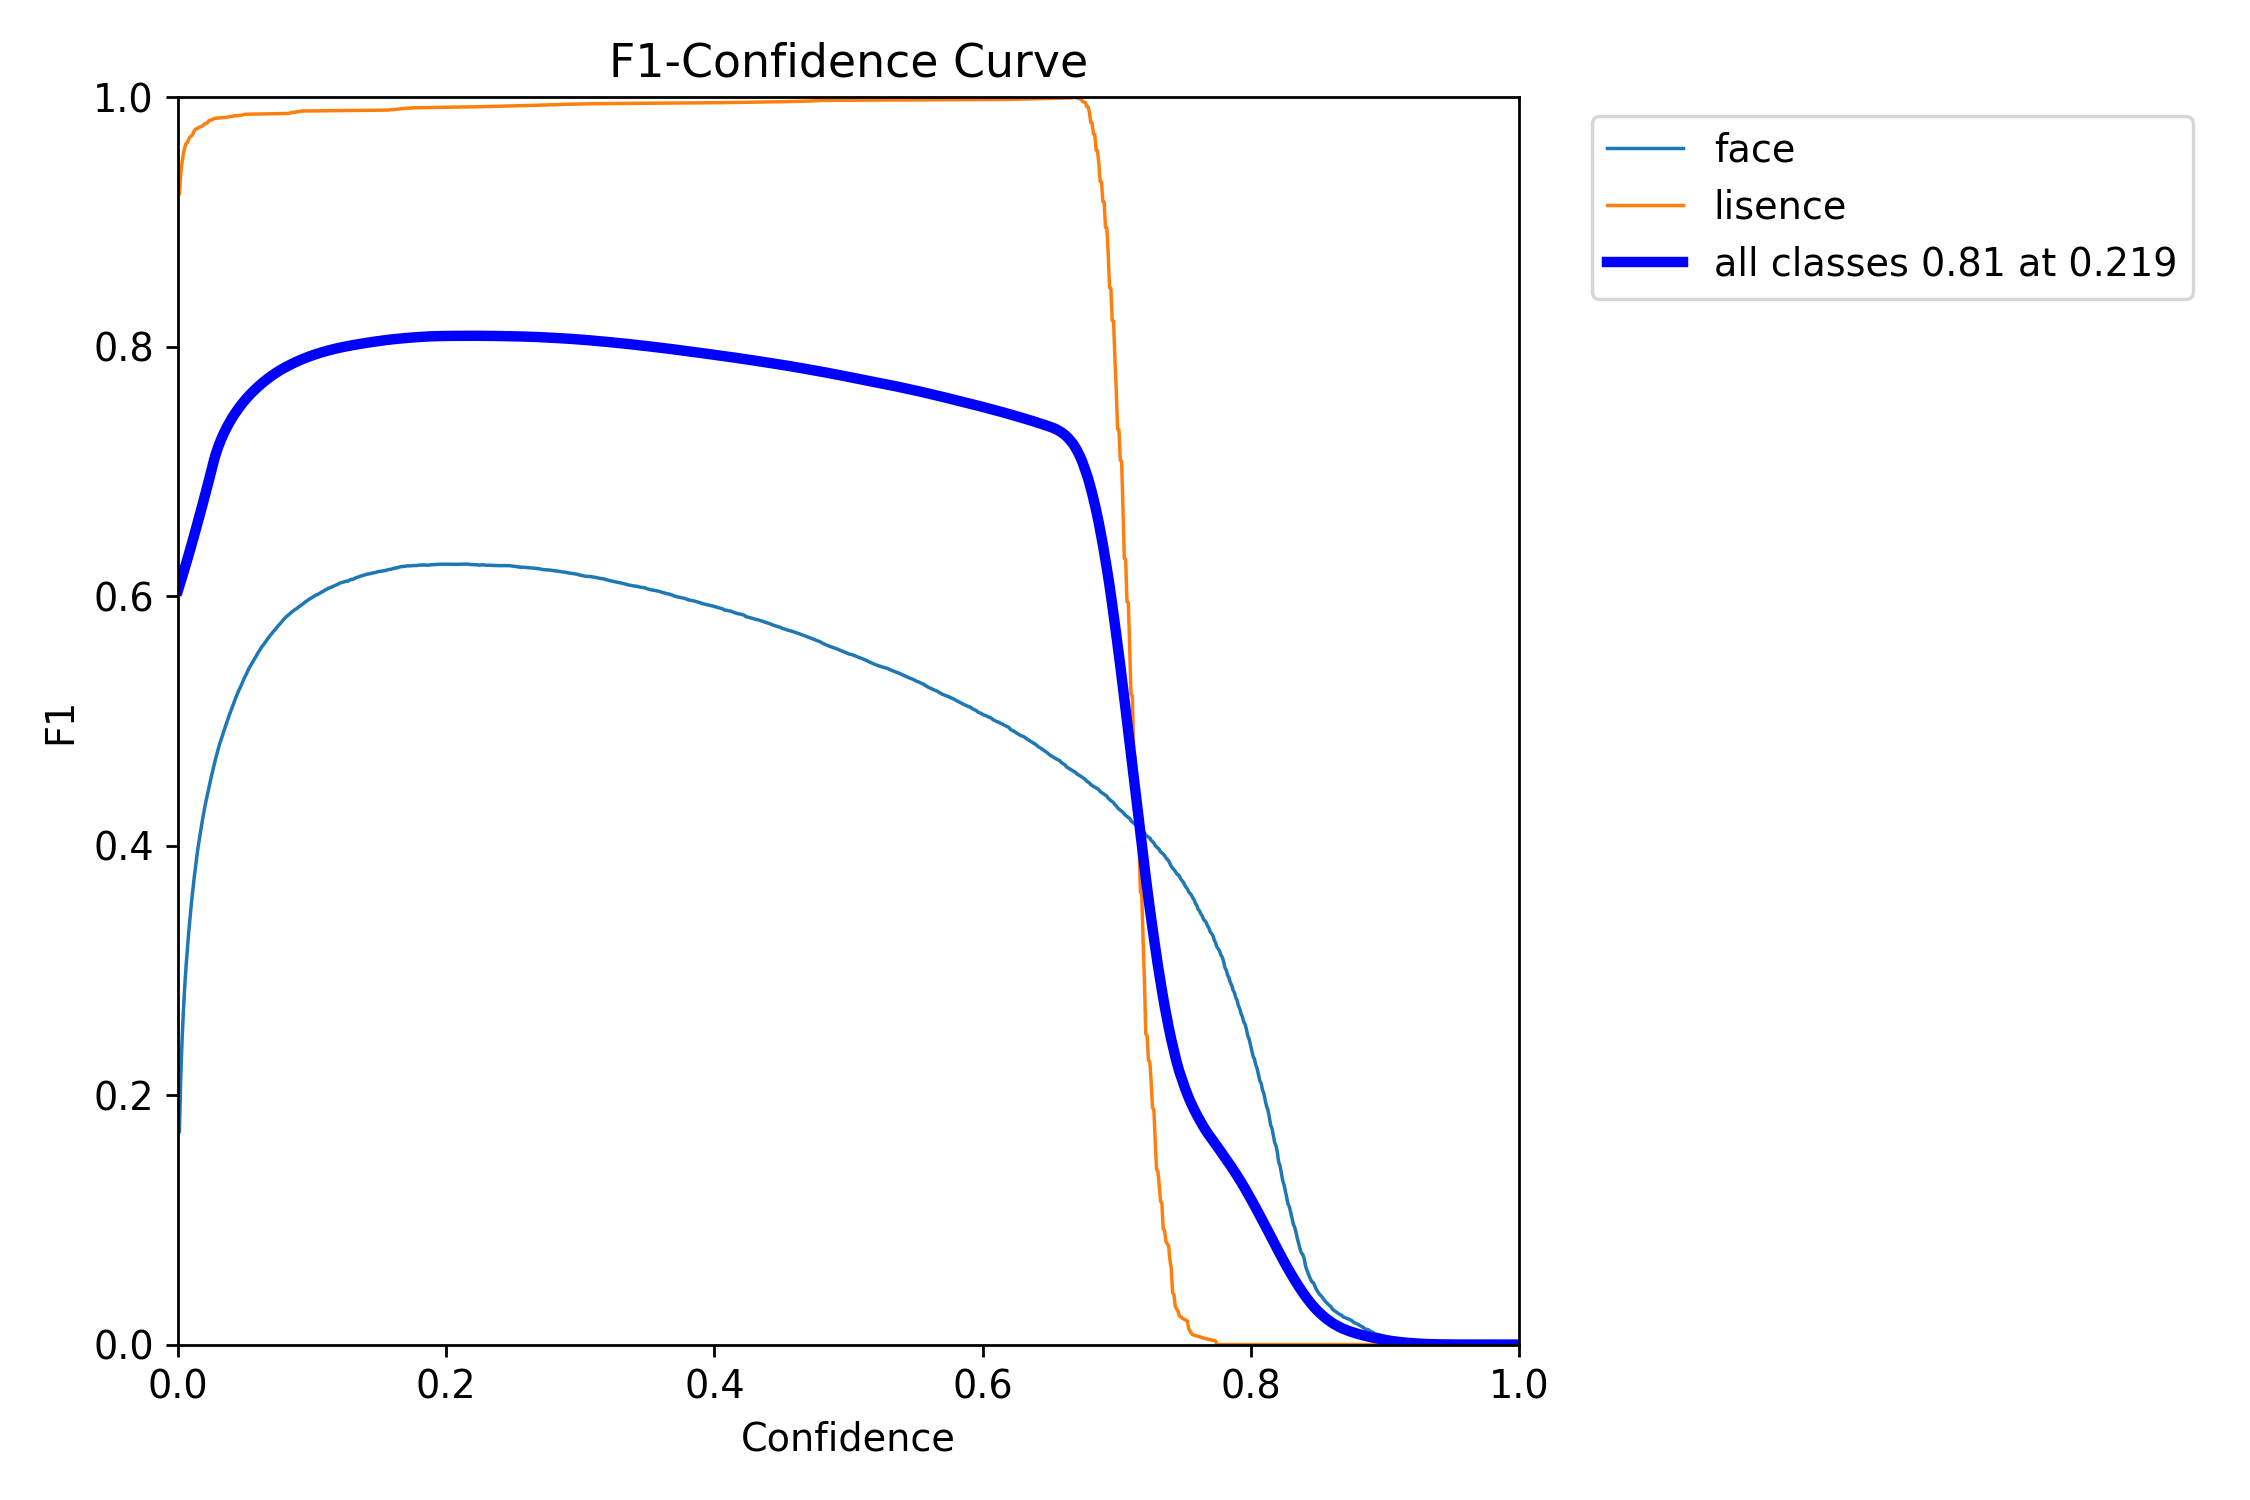 F1-Confidence Curve
face
lisence
all classes 0.81 at 0.219
1.0
0.8
0.6
0.4
0.2
0.0
F1
0.0 0.2 0.4 0.6 0.8 1.0
Confidence